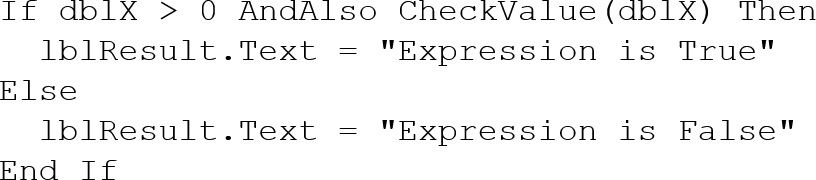 If dblX > 0 AndAlso CheckValue(dblX) Then
  lblResult.Text = "Expression is True"
Else
  lblResult.Text = "Expression is False"
End If